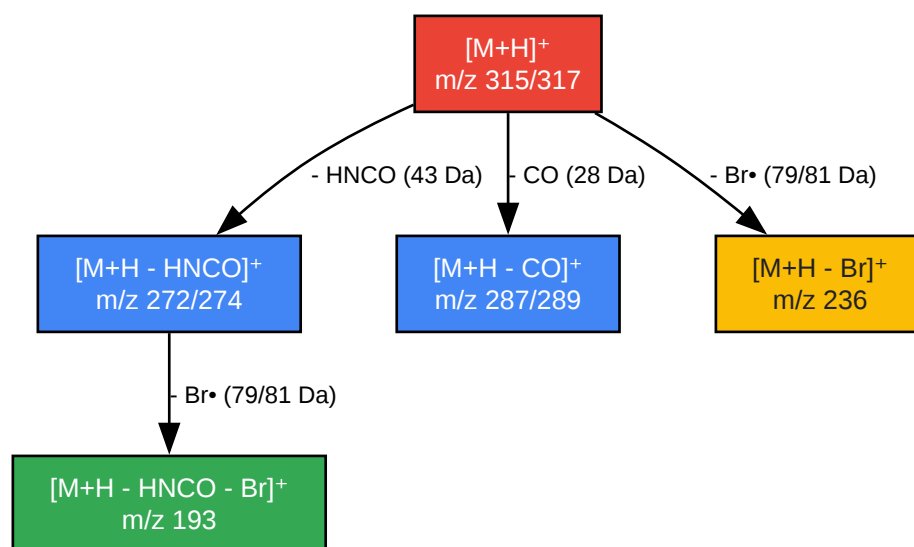 [M+H]⁺
m/z 315/317
- HNCO (43 Da)
- CO (28 Da)
- Br• (79/81 Da)
[M+H - HNCO]⁺
m/z 272/274
[M+H - CO]⁺
m/z 287/289
[M+H - Br]⁺
m/z 236
- Br• (79/81 Da)
[M+H - HNCO - Br]⁺
m/z 193